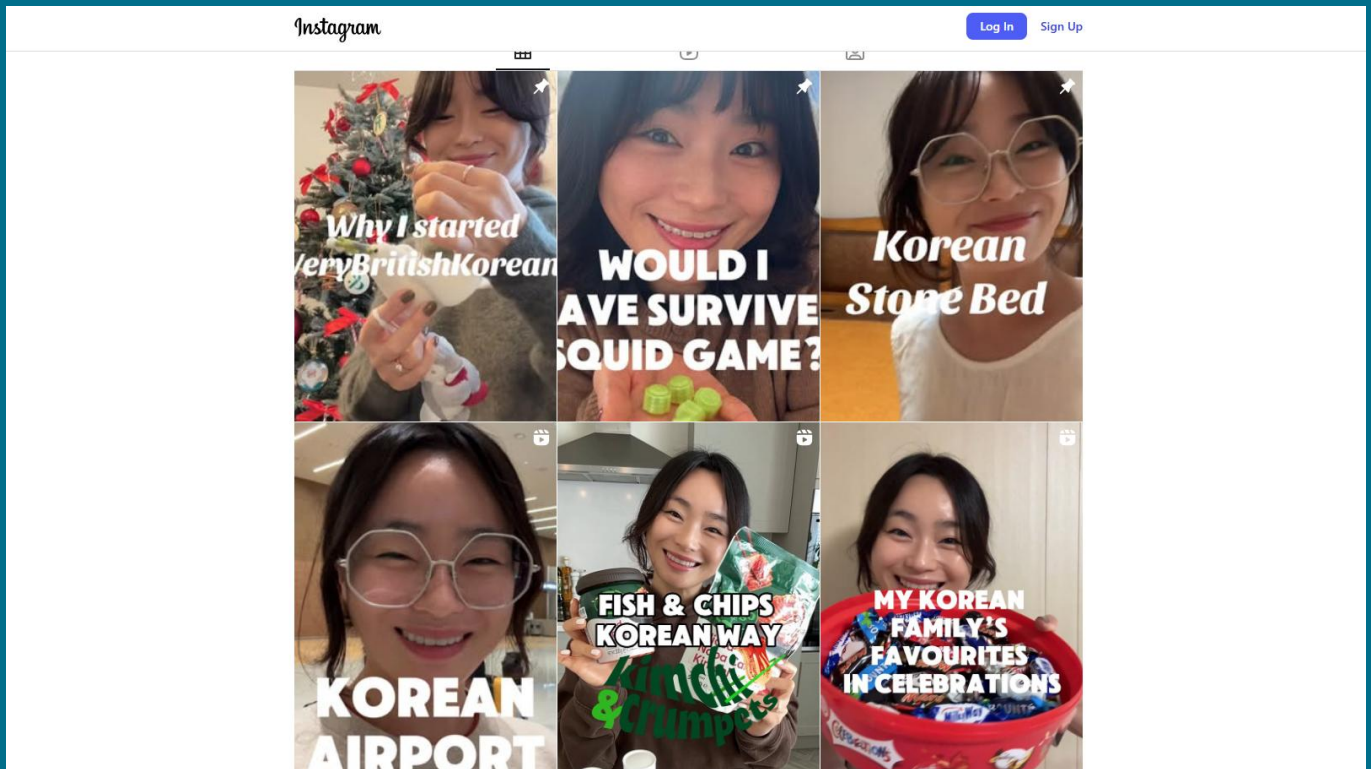 Instagram
Log In
Sign Up
Why I started
VeryBritishKorean
WOULD I
AVE SURVIVE
SQUID GAME?
Korean
Stone Bed
KOREAN
AIRPORT
FISH & CHIPS
KOREAN WAY
kimchi
&crumpets
MY KOREAN
FAMILY'S
FAVOURITES
IN CELEBRATIONS
CELEBRATIONS